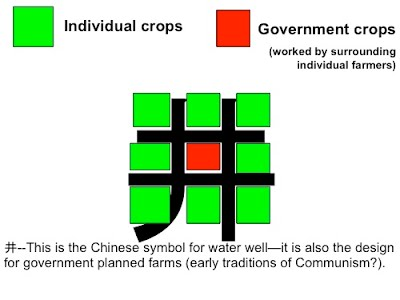 Individual crops
Government crops
(worked by surrounding
individual farmers)
井
井--This is the Chinese symbol for water well—it is also the design
for government planned farms (early traditions of Communism?).